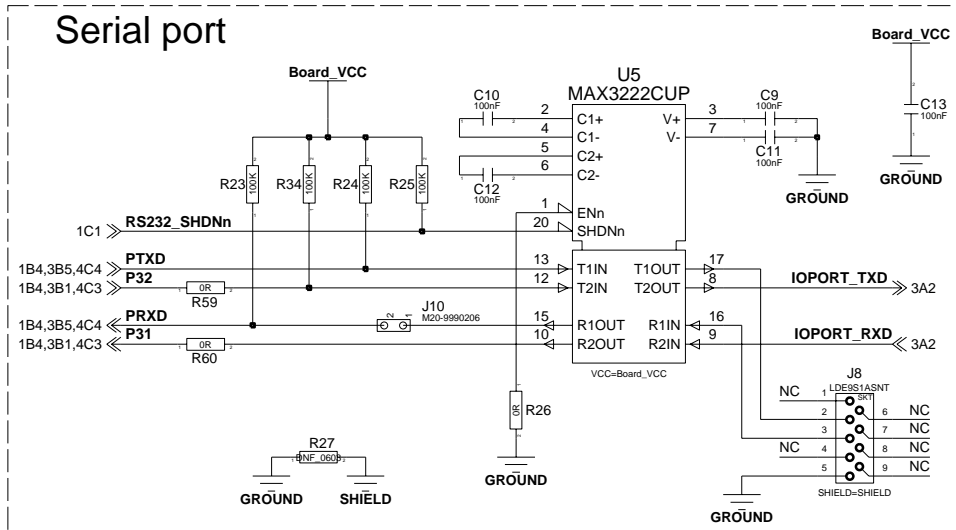 Serial port
Board_VCC
Board_VCC
U5
MAX3222CUP
C10
100nF
2
C1+
4
C1-
5
C2+
6
C2-
C12
100nF
V+
3
V-
7
C9
100nF
C11
100nF
GROUND
C13
100nF
GROUND
R23
100K
R34
100K
R24
100K
R25
100K
1
ENn
20
SHDNn
1C1
RS232_SHDNn
1B4,3B5,4C4
PTXD
13
T1IN
T1OUT
17
1B4,3B1,4C3
P32
0R
R59
12
T2IN
T2OUT
8
IOPORT_TXD
3A2
1B4,3B5,4C4
PRXD
J10
M20-9990206
2
1
15
R1OUT
R1IN
16
1B4,3B1,4C3
P31
0R
R60
10
R2OUT
R2IN
9
IOPORT_RXD
3A2
VCC=Board_VCC
0R
R26
GROUND
R27
DNF_0603
GROUND
SHIELD
J8
LDE9S1ASNT
SKT
NC
1
2
6
NC
3
7
NC
NC
4
8
NC
5
9
NC
SHIELD=SHIELD
GROUND